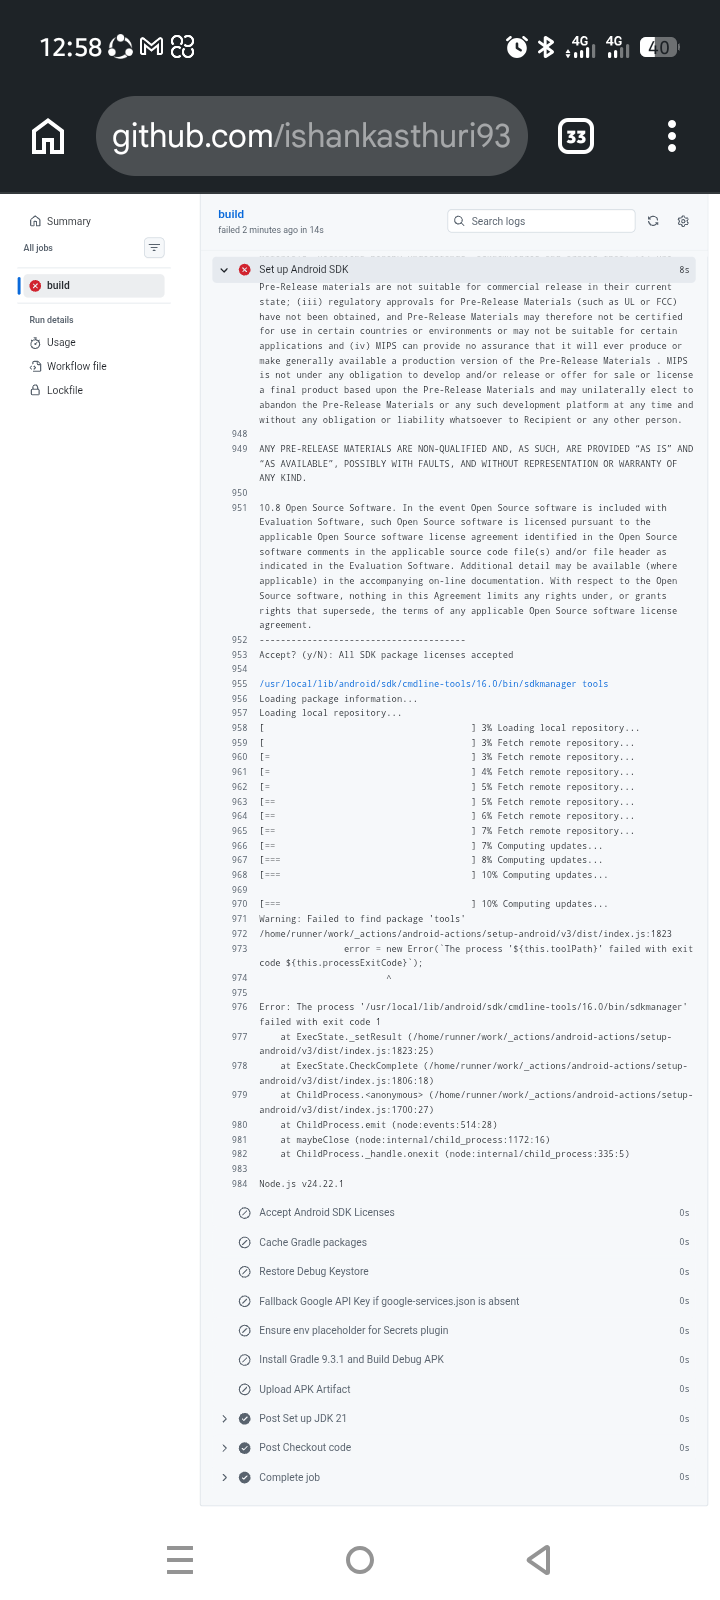 12:58
4G
4G
40
github.com/ishankasthuri93
33
Summary
All jobs
build
Run details
Usage
Workflow file
Lockfile
build
failed 2 minutes ago in 14s
Search logs
Set up Android SDK 8s
Pre-Release materials are not suitable for commercial release in their current
state; (iii) regulatory approvals for Pre-Release Materials (such as UL or FCC)
have not been obtained, and Pre-Release Materials may therefore not be certified
for use in certain countries or environments or may not be suitable for certain
applications and (iv) MIPS can provide no assurance that it will ever produce or
make generally available a production version of the Pre-Release Materials . MIPS
is not under any obligation to develop and/or release or offer for sale or license
a final product based upon the Pre-Release Materials and may unilaterally elect to
abandon the Pre-Release Materials or any such development platform at any time and
without any obligation or liability whatsoever to Recipient or any other person.
948
949 ANY PRE-RELEASE MATERIALS ARE NON-QUALIFIED AND, AS SUCH, ARE PROVIDED “AS IS” AND
“AS AVAILABLE”, POSSIBLY WITH FAULTS, AND WITHOUT REPRESENTATION OR WARRANTY OF
ANY KIND.
950
951 10.8 Open Source Software. In the event Open Source software is included with
Evaluation Software, such Open Source software is licensed pursuant to the
applicable Open Source software license agreement identified in the Open Source
software comments in the applicable source code file(s) and/or file header as
indicated in the Evaluation Software. Additional detail may be available (where
applicable) in the accompanying on-line documentation. With respect to the Open
Source software, nothing in this Agreement limits any rights under, or grants
rights that supersede, the terms of any applicable Open Source software license
agreement.
952 ---------------------------------------
953 Accept? (y/N): All SDK package licenses accepted
954
955 /usr/local/lib/android/sdk/cmdline-tools/16.0/bin/sdkmanager tools
956 Loading package information...
957 Loading local repository...
958 [ ] 3% Loading local repository...
959 [ ] 3% Fetch remote repository...
960 [= ] 3% Fetch remote repository...
961 [= ] 4% Fetch remote repository...
962 [= ] 5% Fetch remote repository...
963 [== ] 5% Fetch remote repository...
964 [== ] 6% Fetch remote repository...
965 [== ] 7% Fetch remote repository...
966 [== ] 7% Computing updates...
967 [=== ] 8% Computing updates...
968 [=== ] 10% Computing updates...
969
970 [=== ] 10% Computing updates...
971 Warning: Failed to find package 'tools'
972 /home/runner/work/_actions/android-actions/setup-android/v3/dist/index.js:1823
973 error = new Error(`The process '${this.toolPath}' failed with exit
code ${this.processExitCode}`);
974 ^
975
976 Error: The process '/usr/local/lib/android/sdk/cmdline-tools/16.0/bin/sdkmanager'
failed with exit code 1
977 at ExecState._setResult (/home/runner/work/_actions/android-actions/setup-
android/v3/dist/index.js:1823:25)
978 at ExecState.CheckComplete (/home/runner/work/_actions/android-actions/setup-
android/v3/dist/index.js:1806:18)
979 at ChildProcess.<anonymous> (/home/runner/work/_actions/android-actions/setup-
android/v3/dist/index.js:1700:27)
980 at ChildProcess.emit (node:events:514:28)
981 at maybeClose (node:internal/child_process:1172:16)
982 at ChildProcess._handle.onexit (node:internal/child_process:335:5)
983
984 Node.js v24.22.1
Accept Android SDK Licenses 0s
Cache Gradle packages 0s
Restore Debug Keystore 0s
Fallback Google API Key if google-services.json is absent 0s
Ensure env placeholder for Secrets plugin 0s
Install Gradle 9.3.1 and Build Debug APK 0s
Upload APK Artifact 0s
Post Set up JDK 21 0s
Post Checkout code 0s
Complete job 0s